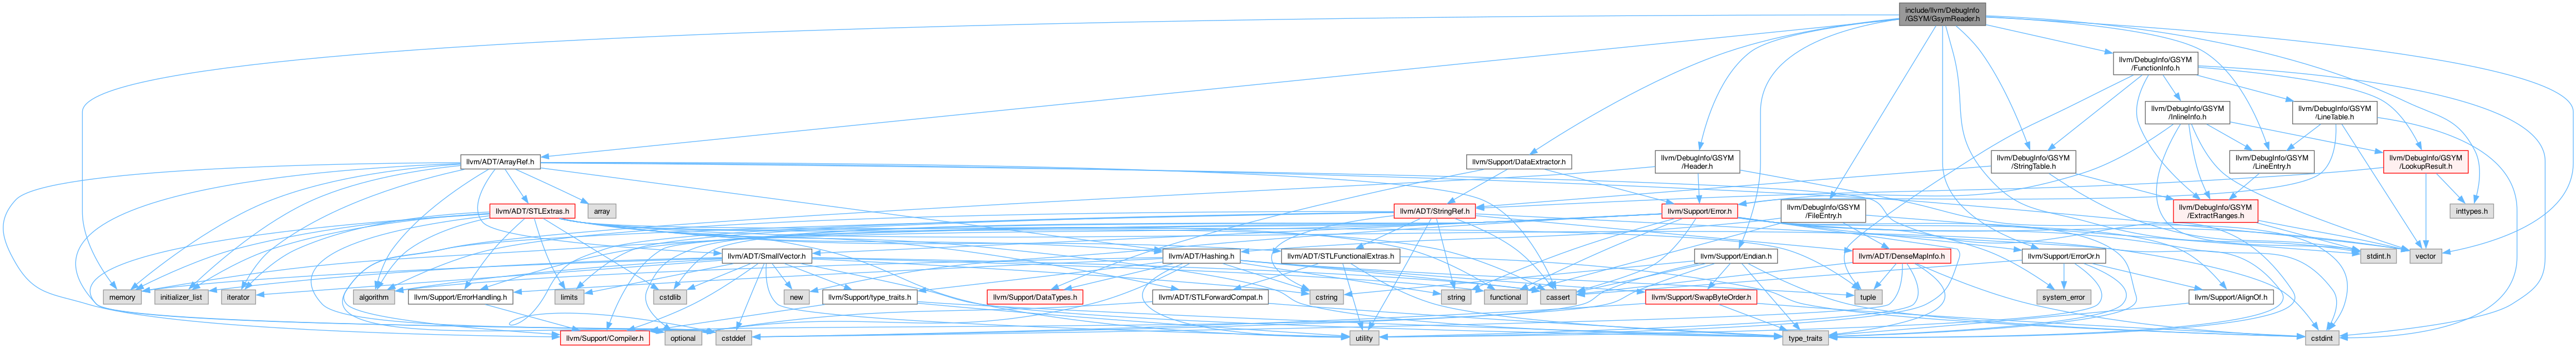 include/llvm/DebugInfo
/GSYM/GsymReader.h
llvm/DebugInfo/GSYM
/FunctionInfo.h
llvm/DebugInfo/GSYM
/InlineInfo.h
llvm/DebugInfo/GSYM
/LineTable.h
llvm/ADT/ArrayRef.h
llvm/Support/DataExtractor.h
llvm/DebugInfo/GSYM
/Header.h
llvm/DebugInfo/GSYM
/StringTable.h
llvm/DebugInfo/GSYM
/LineEntry.h
llvm/DebugInfo/GSYM
/LookupResult.h
llvm/ADT/STLExtras.h
array
llvm/ADT/StringRef.h
llvm/Support/Error.h
llvm/DebugInfo/GSYM
/FileEntry.h
llvm/DebugInfo/GSYM
/ExtractRanges.h
inttypes.h
llvm/ADT/SmallVector.h
llvm/ADT/Hashing.h
llvm/ADT/STLFunctionalExtras.h
llvm/Support/Endian.h
llvm/ADT/DenseMapInfo.h
llvm/Support/ErrorOr.h
stdint.h
vector
memory
initializer_list
iterator
algorithm
llvm/Support/ErrorHandling.h
limits
cstdlib
new
llvm/Support/type_traits.h
llvm/Support/DataTypes.h
llvm/ADT/STLForwardCompat.h
cstring
string
functional
cassert
llvm/Support/SwapByteOrder.h
tuple
system_error
llvm/Support/AlignOf.h
llvm/Support/Compiler.h
optional
cstddef
utility
type_traits
cstdint